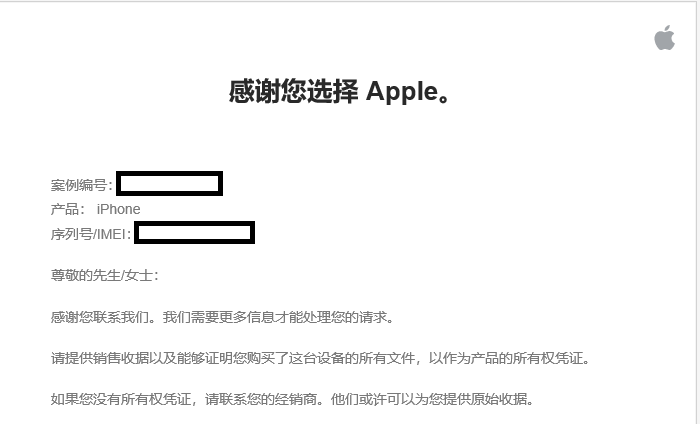 感谢您选择 Apple。
案例编号：
产品： iPhone
序列号/IMEI：
尊敬的先生/女士：
感谢您联系我们。我们需要更多信息才能处理您的请求。
请提供销售收据以及能够证明您购买了这台设备的所有文件，以作为产品的所有权凭证。
如果您没有所有权凭证，请联系您的经销商。他们或许可以为您提供原始收据。